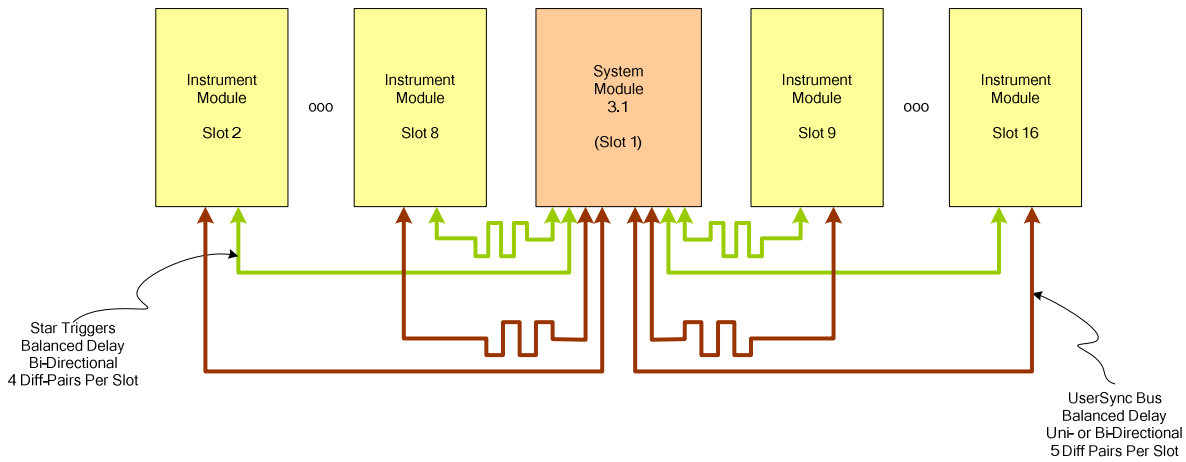 Instrument
Module
Slot 2
ooo
Instrument
Module
Slot 8
System
Module
3.1
(Slot 1)
Instrument
Module
Slot 9
ooo
Instrument
Module
Slot 16
Star Triggers
Balanced Delay
Bi-Directional
4 Diff-Pairs Per Slot
UserSync Bus
Balanced Delay
Uni- or Bi-Directional
5 Diff Pairs Per Slot